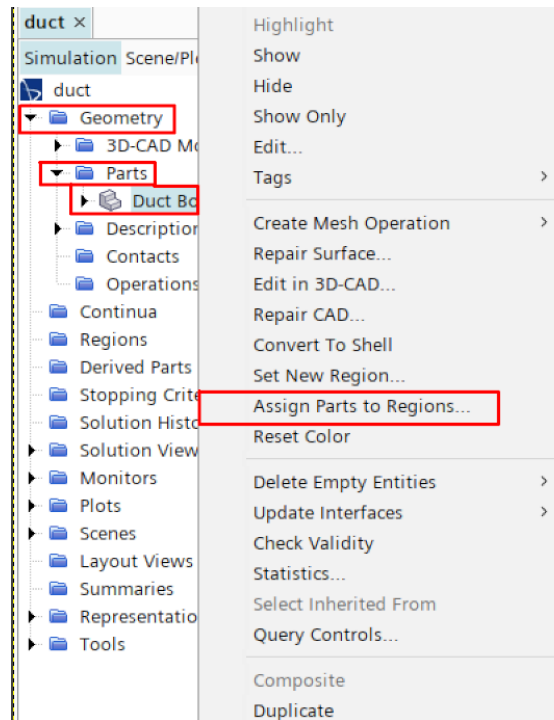 duct ×
Simulation Scene/Pl
duct
Geometry
3D-CAD Mo
Parts
Duct Bo
Description
Contacts
Operations
Continua
Regions
Derived Parts
Stopping Crite
Solution Histo
Solution View
Monitors
Plots
Scenes
Layout Views
Summaries
Representatio
Tools
Highlight
Show
Hide
Show Only
Edit...
Tags
Create Mesh Operation
Repair Surface...
Edit in 3D-CAD...
Repair CAD...
Convert To Shell
Set New Region...
Assign Parts to Regions...
Reset Color
Delete Empty Entities
Update Interfaces
Check Validity
Statistics...
Select Inherited From
Query Controls...
Composite
Duplicate